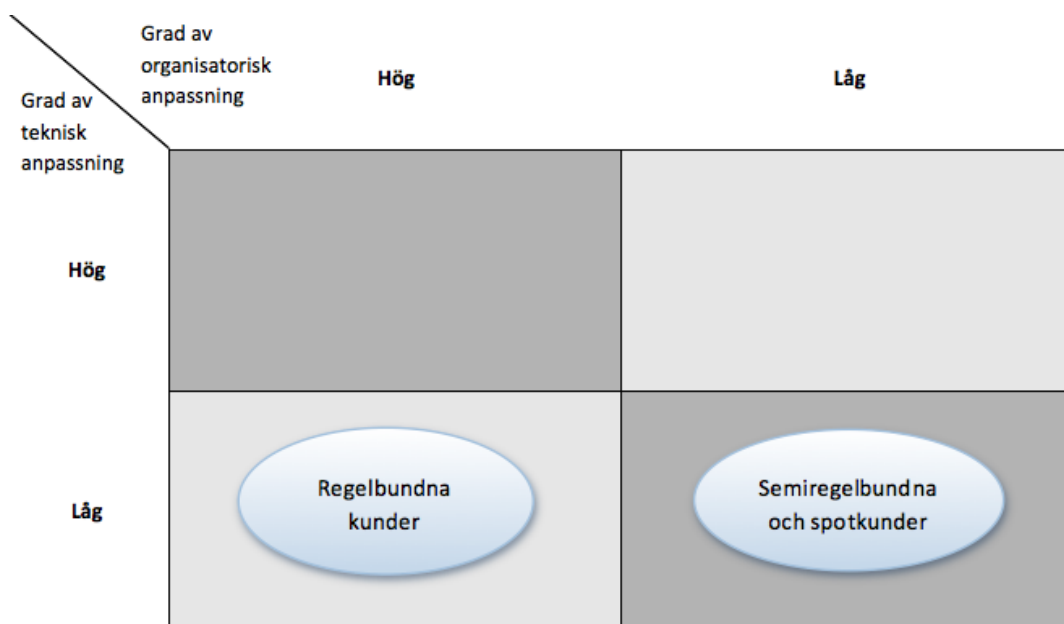 Grad av
organisatorisk
anpassning
Hög
Låg
Grad av
teknisk
anpassning
Hög
Låg
Regelbundna
kunder
Semiregelbundna
och spotkunder